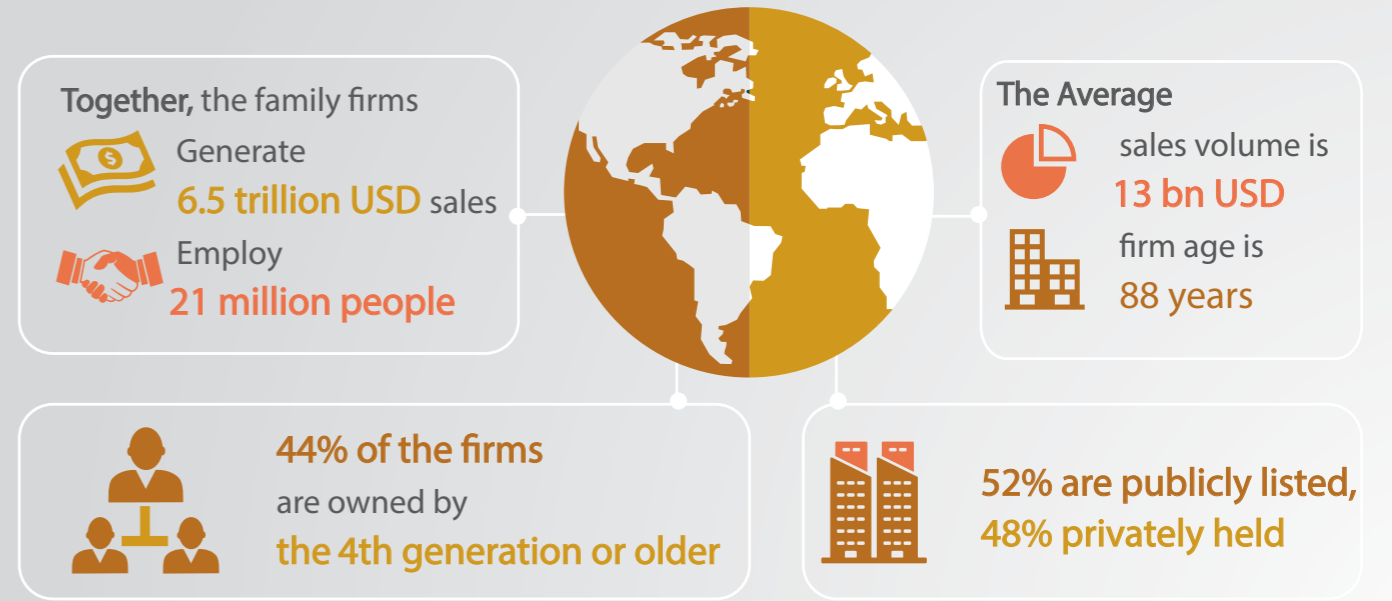 Together, the family firms
Generate
6.5 trillion USD sales
Employ
21 million people
The Average
sales volume is
13 bn USD
firm age is
88 years
44% of the firms
are owned by
the 4th generation or older
52% are publicly listed,
48% privately held